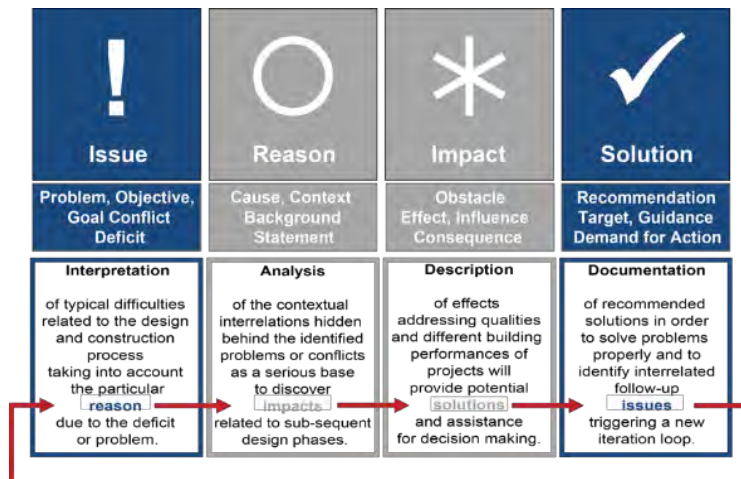 !
Issue
Problem, Objective,
Goal Conflict
Deficit
Interpretation
of typical difficulties
related to the design
and construction
process
taking into account
the particular
reason
due to the deficit
or problem.
Reason
Cause, Context
Background
Statement
Analysis
of the contextual
interrelations hidden
behind the identified
problems or conflicts
as a serious base
to discover
impacts
related to sub-sequent
design phases.
Impact
Obstacle
Effect, Influence
Consequence
Description
of effects
addressing qualities
and different building
performances of
projects will
provide potential
solutions
and assistance
for decision making.
Solution
Recommendation
Target, Guidance
Demand for Action
Documentation
of recommended
solutions in order
to solve problems
properly and to
identify interrelated
follow-up
issues
triggering a new
iteration loop.